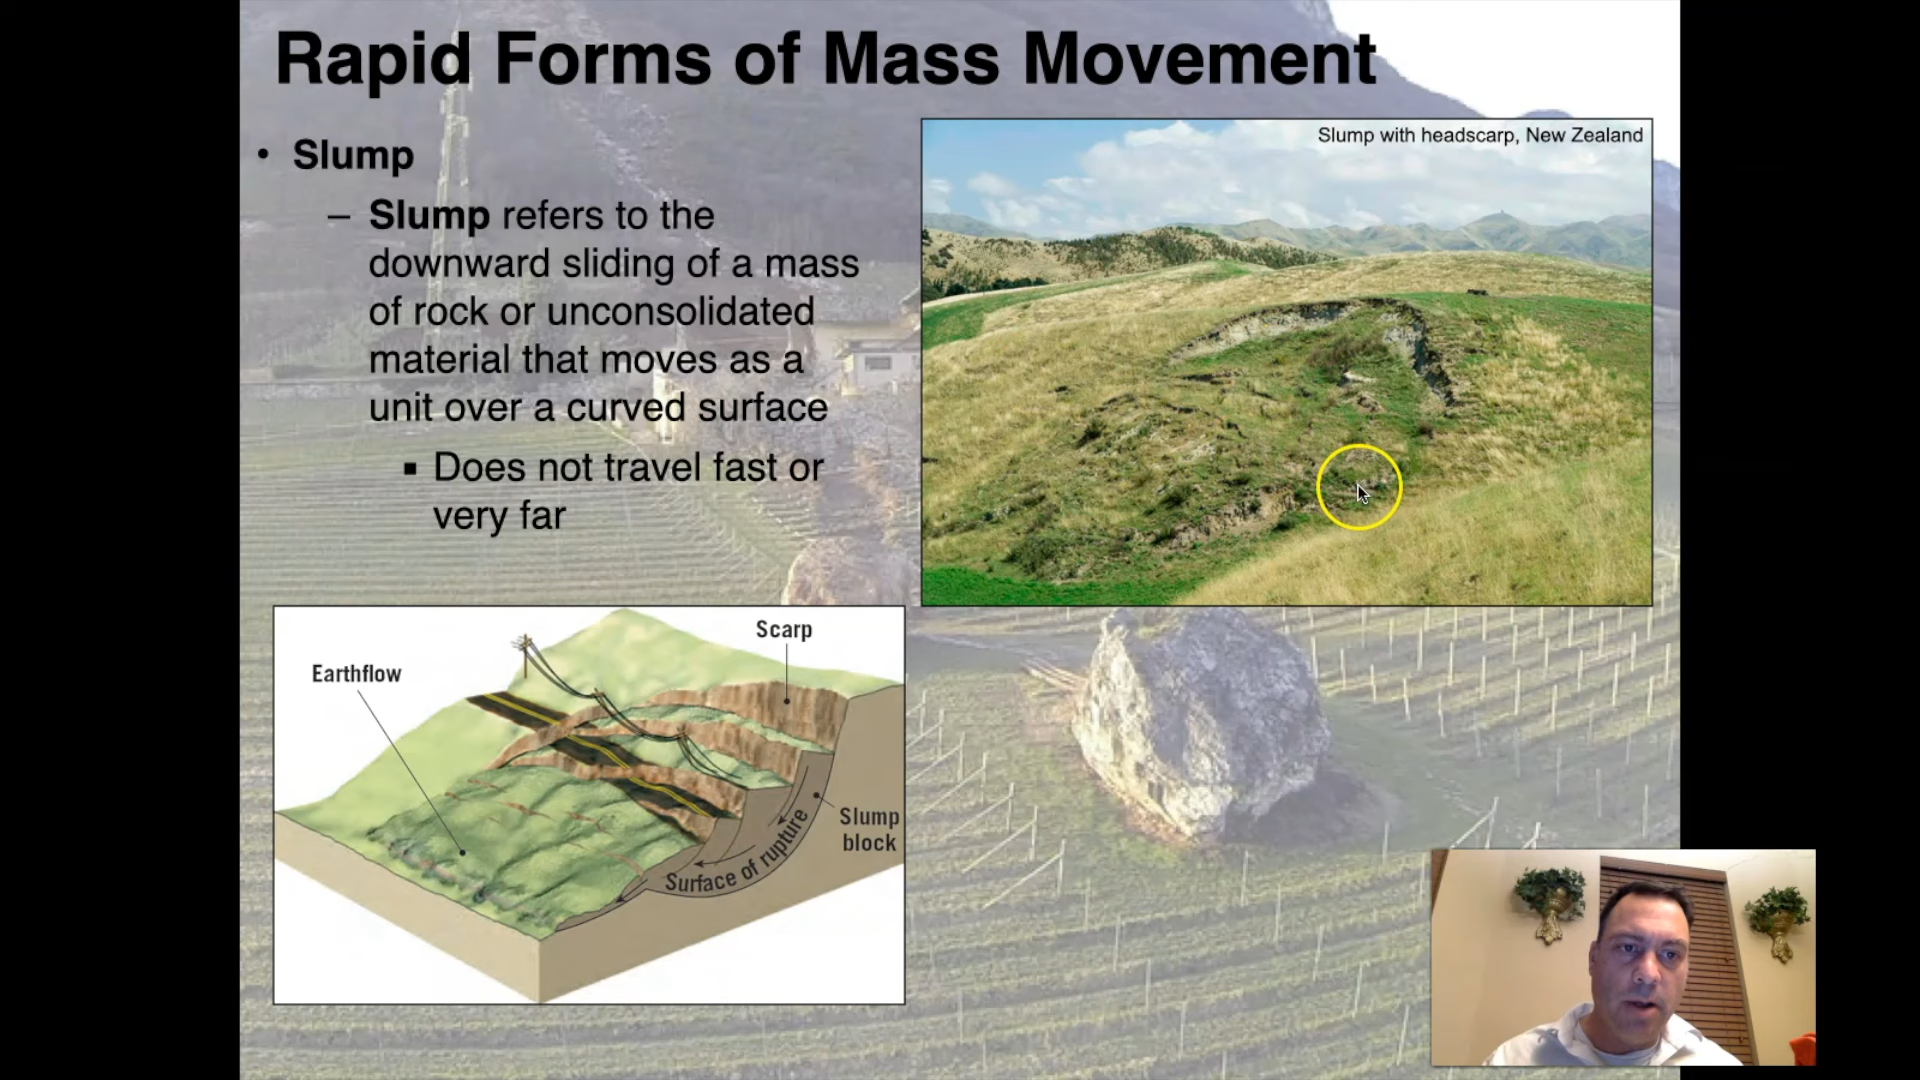 Rapid Forms of Mass Movement
• Slump
– Slump refers to the
downward sliding of a mass
of rock or unconsolidated
material that moves as a
unit over a curved surface
▪ Does not travel fast or
very far
Slump with headscarp, New Zealand
Scarp
Earthflow
Slump
block
Surface of rupture